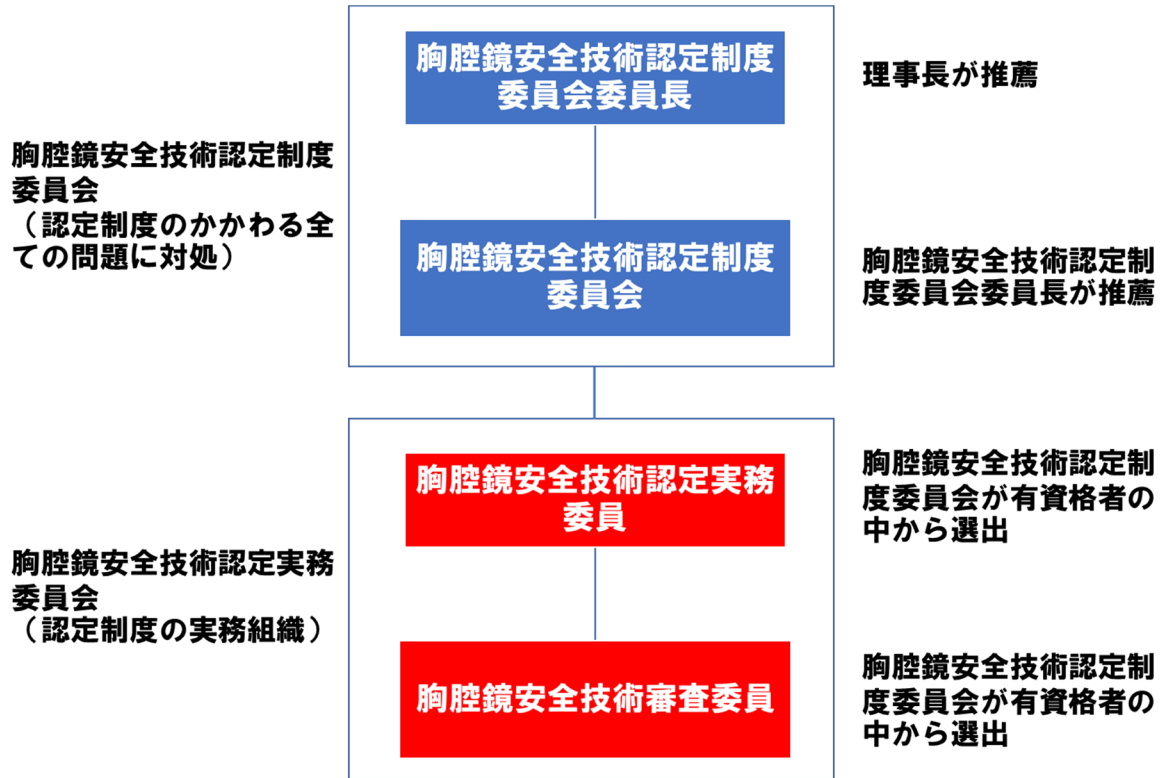 胸腔鏡安全技術認定制度
委員会委員長
理事長が推薦
胸腔鏡安全技術認定制度
委員会
（認定制度のかかわる全
ての問題に対処）
胸腔鏡安全技術認定制度
委員会
胸腔鏡安全技術認定制
度委員会委員長が推薦
胸腔鏡安全技術認定実務
委員
胸腔鏡安全技術認定制
度委員会が有資格者の
中から選出
胸腔鏡安全技術認定実務
委員会
（認定制度の実務組織）
胸腔鏡安全技術審査委員
胸腔鏡安全技術認定制
度委員会が有資格者の
中から選出